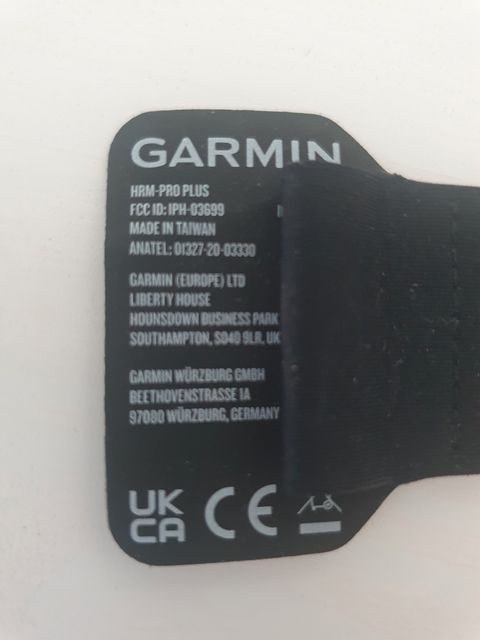 GARMIN
HRM-PRO PLUS
FCC ID: IPH-03699
MADE IN TAIWAN
ANATEL: 01327-20-03330
GARMIN (EUROPE) LTD
LIBERTY HOUSE
HOUNSDOWN BUSINESS PARK
SOUTHAMPTON, SO40 9LR, UK
GARMIN WÜRZBURG GMBH
BEETHOVENSTRASSE 1A
97080 WÜRZBURG, GERMANY
UK CE
CA